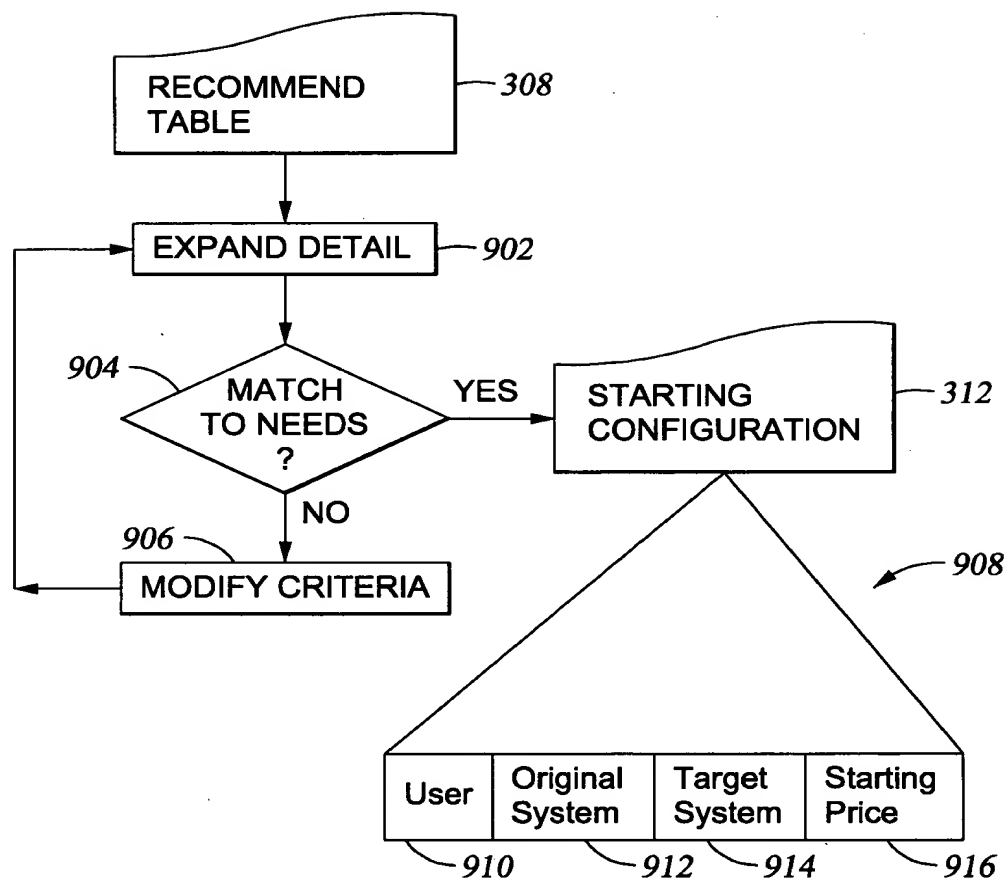 RECOMMEND
TABLE
308
EXPAND DETAIL
902
904
MATCH
TO NEEDS
?
YES
STARTING
CONFIGURATION
312
NO
906
MODIFY CRITERIA
908
User
Original
System
Target
System
Starting
Price
910
912
914
916